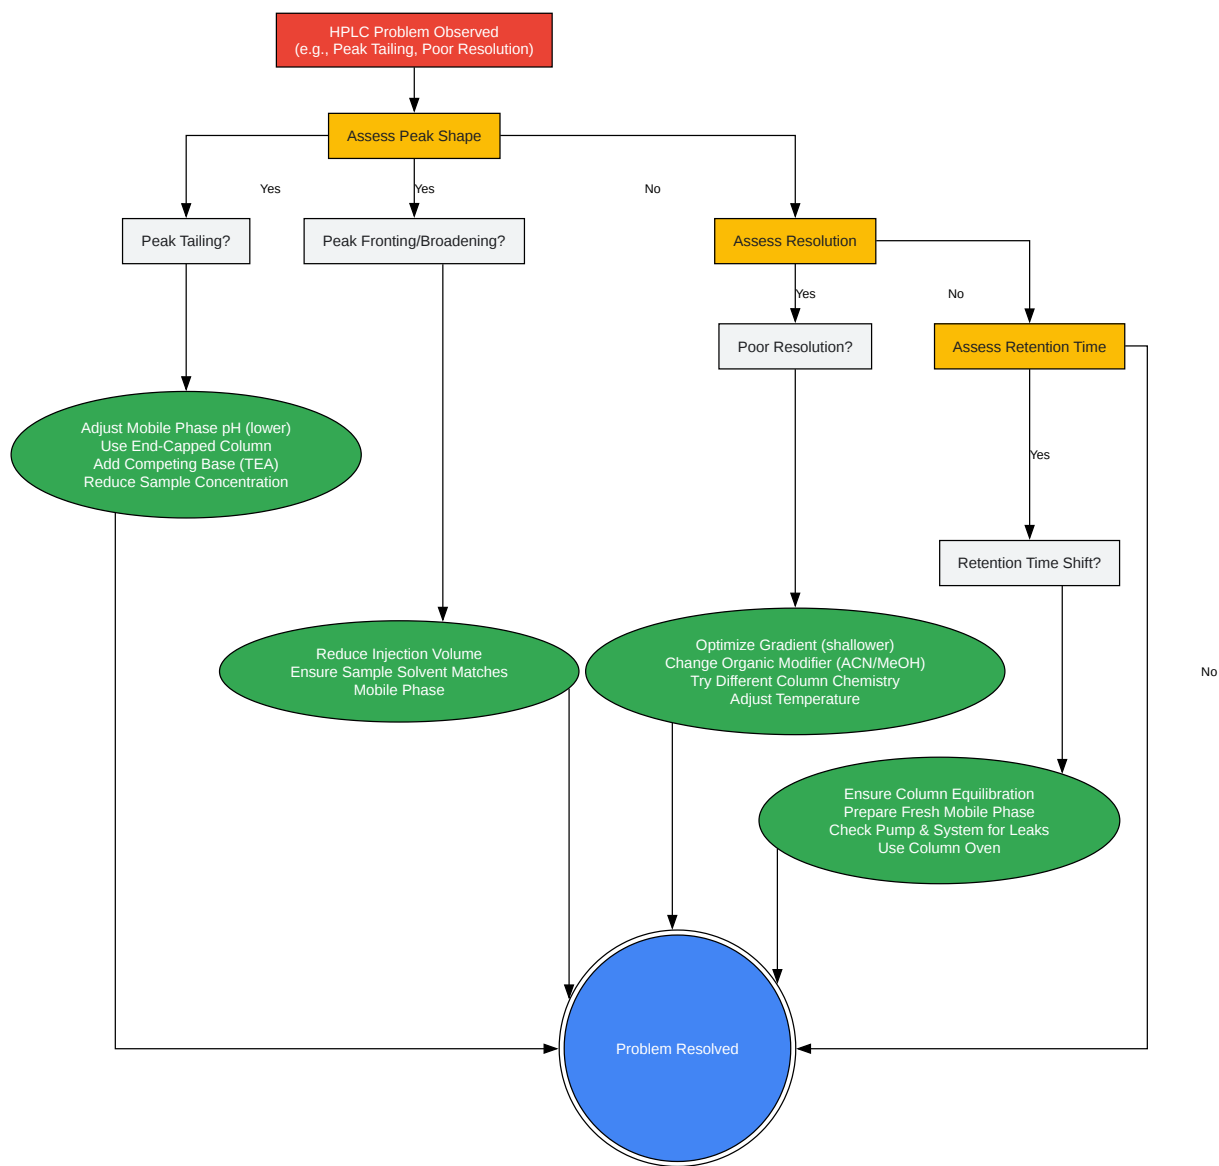 HPLC Problem Observed
(e.g., Peak Tailing, Poor Resolution)
Assess Peak Shape
Yes
Yes
No
Peak Tailing?
Peak Fronting/Broadening?
Assess Resolution
Yes
No
Poor Resolution?
Assess Retention Time
Adjust Mobile Phase pH (lower)
Use End-Capped Column
Add Competing Base (TEA)
Reduce Sample Concentration
Yes
Retention Time Shift?
Reduce Injection Volume
Ensure Sample Solvent Matches
Mobile Phase
Optimize Gradient (shallower)
Change Organic Modifier (ACN/MeOH)
Try Different Column Chemistry
Adjust Temperature
No
Ensure Column Equilibration
Prepare Fresh Mobile Phase
Check Pump & System for Leaks
Use Column Oven
Problem Resolved